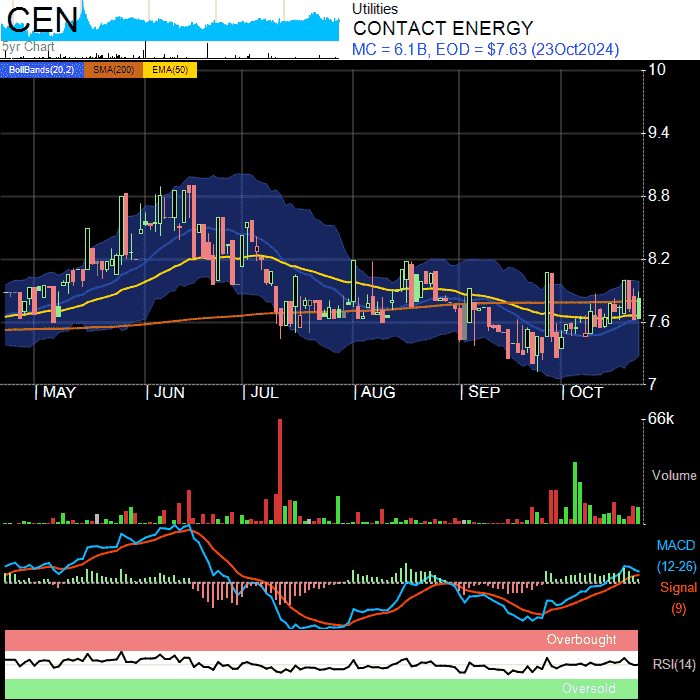 CEN
5yr Chart
Utilities
CONTACT ENERGY
MC = 6.1B, EOD = $7.63 (23Oct2024)
BollBands(20,2) SMA(200) EMA(50)
10
9.4
8.8
8.2
7.6
7
MAY JUN JUL AUG SEP OCT
66k
Volume
MACD
(12-26)
Signal
(9)
Overbought
RSI(14)
Oversold